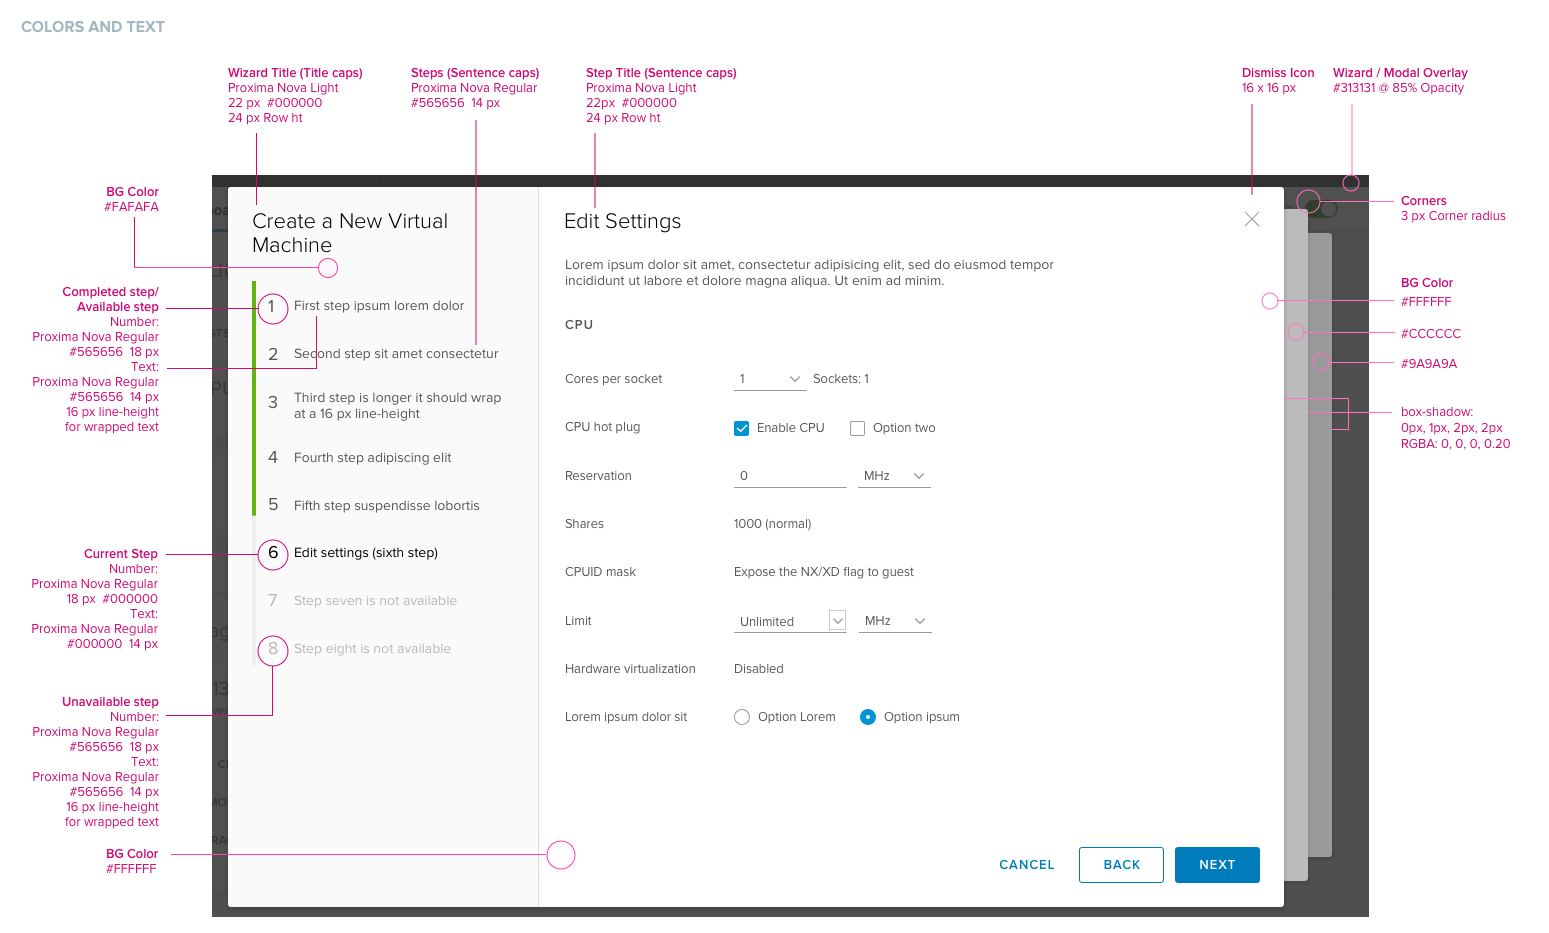 COLORS AND TEXT
Wizard Title (Title caps)
Proxima Nova Light
22 px #000000
24 px Row ht
Steps (Sentence caps)
Proxima Nova Regular
#565656 14 px
Step Title (Sentence caps)
Proxima Nova Light
22px #000000
24 px Row ht
Dismiss Icon
16 x 16 px
Wizard / Modal Overlay
#313131 @ 85% Opacity
BG Color
#FAFAFA
Completed step/
Available step
Number:
Proxima Nova Regular
#565656 18 px
Text:
Proxima Nova Regular
#565656 14 px
16 px line-height
for wrapped text
Current Step
Number:
Proxima Nova Regular
18 px #000000
Text:
Proxima Nova Regular
#000000 14 px
Unavailable step
Number:
Proxima Nova Regular
#565656 18 px
Text:
Proxima Nova Regular
#565656 14 px
16 px line-height
for wrapped text
BG Color
#FFFFFF
Create a New Virtual
Machine
1 First step ipsum lorem dolor
2 Second step sit amet consectetur
3 Third step is longer it should wrap
at a 16 px line-height
4 Fourth step adipiscing elit
5 Fifth step suspendisse lobortis
6 Edit settings (sixth step)
7 Step seven is not available
8 Step eight is not available
Edit Settings
Lorem ipsum dolor sit amet, consectetur adipisicing elit, sed do eiusmod tempor
incididunt ut labore et dolore magna aliqua. Ut enim ad minim.
CPU
Cores per socket 1 Sockets: 1
CPU hot plug Enable CPU Option two
Reservation 0 MHz
Shares 1000 (normal)
CPUID mask Expose the NX/XD flag to guest
Limit Unlimited MHz
Hardware virtualization Disabled
Lorem ipsum dolor sit Option Lorem Option ipsum
CANCEL BACK NEXT
Corners
3 px Corner radius
BG Color
#FFFFFF
#CCCCCC
#9A9A9A
box-shadow:
0px, 1px, 2px, 2px
RGBA: 0, 0, 0, 0.20